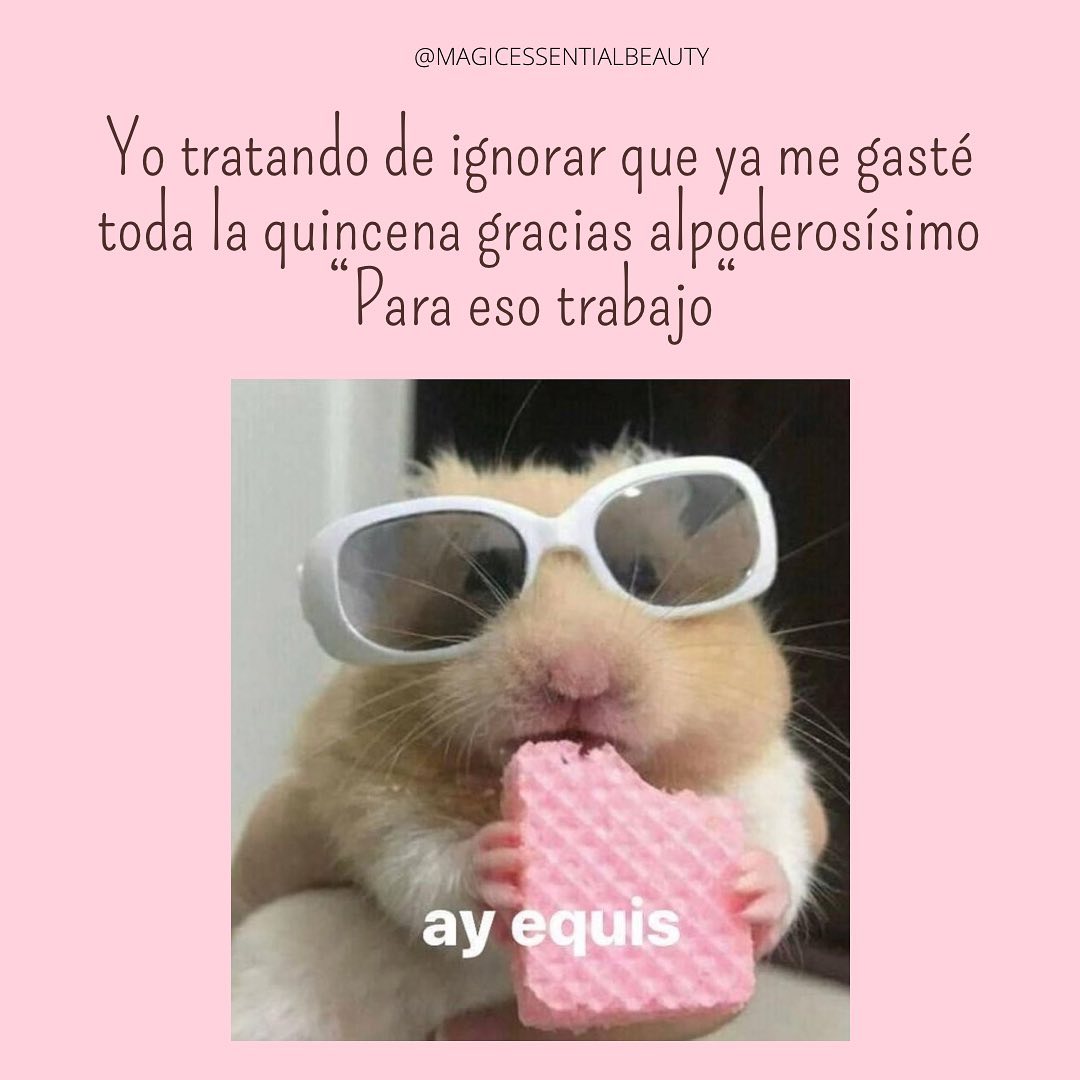 @MAGICESSENTIALBEAUTY
Yo tratando de ignorar que ya me gasté
toda la quincena gracias alpoderosísimo
“Para eso trabajo“
ay equis